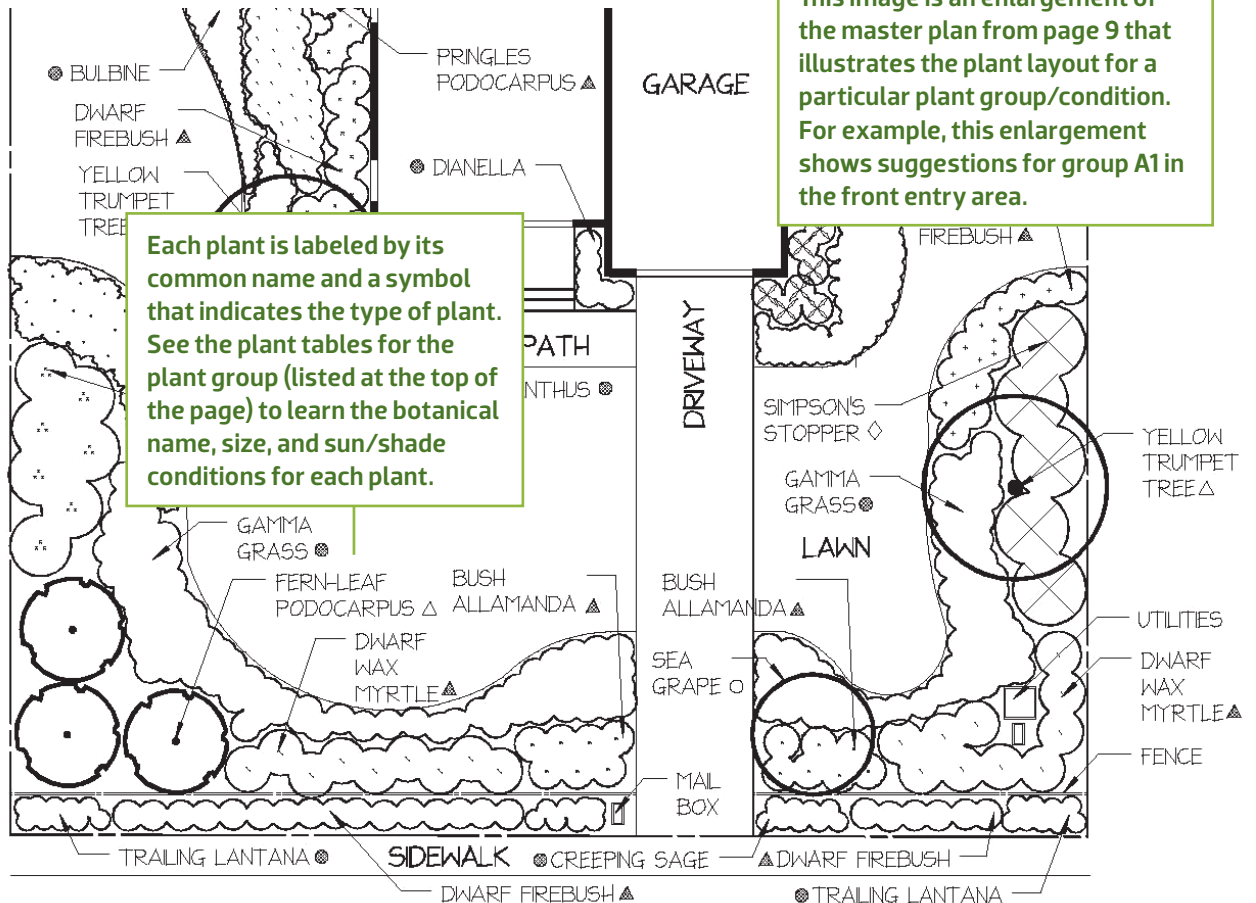 This image is an enlargement of
the master plan from page 9 that
illustrates the plant layout for a
particular plant group/condition.
For example, this enlargement
shows suggestions for group A1 in
the front entry area.
PRINGLES
PODOCARPUS
GARAGE
BULBINE
DWARF
FIREBUSH
DIANELLA
YELLOW
TRUMPET
TREE
FIREBUSH
Each plant is labeled by its
common name and a symbol
that indicates the type of plant.
See the plant tables for the
plant group (listed at the top of
the page) to learn the botanical
name, size, and sun/shade
conditions for each plant.
PATH
NTHUS
DRIVEWAY
SIMPSON'S
STOPPER
YELLOW
TRUMPET
TREE
GAMMA
GRASS
LAWN
GAMMA
GRASS
FERN-LEAF
PODOCARPUS
BUSH
ALLAMANDA
BUSH
ALLAMANDA
UTILITIES
DWARF
WAX
MYRTLE
SEA
GRAPE
DWARF
WAX
MYRTLE
FENCE
MAIL
BOX
TRAILING LANTANA
SIDEWALK
CREEPING SAGE
DWARF FIREBUSH
DWARF FIREBUSH
TRAILING LANTANA